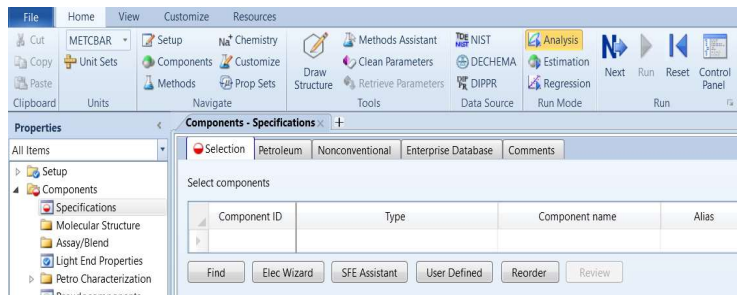 File Home View Customize Resources
Cut METCBAR Setup Na+ Chemistry Methods Assistant TDE NIST NIST Analysis
Copy Unit Sets Components Customize Clean Parameters DECHEMA Estimation
Paste Methods Prop Sets Draw Structure Retrieve Parameters DIPPR Regression Next Run Reset Control Panel
Clipboard Units Navigate Tools Data Source Run Mode Run
Properties < Components - Specifications × +
All Items Selection Petroleum Nonconventional Enterprise Database Comments
Setup
Components Select components
Specifications Component ID Type Component name Alias
Molecular Structure
Assay/Blend
Light End Properties Find Elec Wizard SFE Assistant User Defined Reorder Review
Petro Characterization